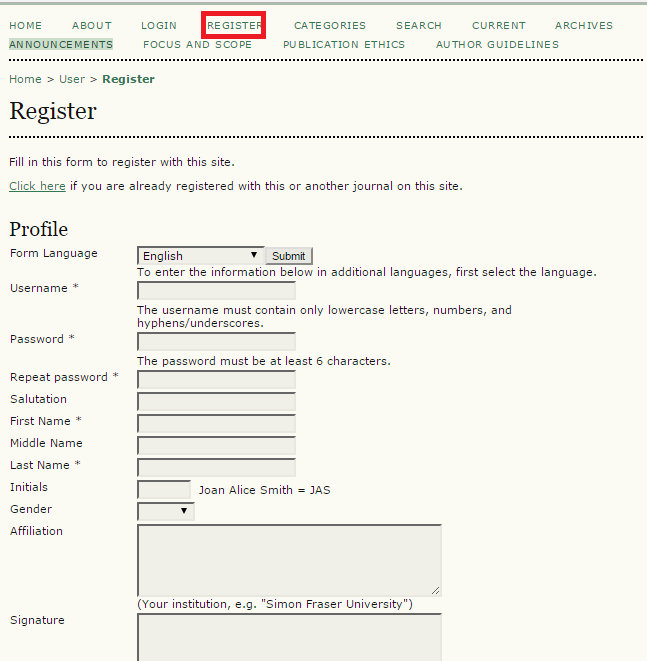 HOME ABOUT LOGIN REGISTER CATEGORIES SEARCH CURRENT ARCHIVES
ANNOUNCEMENTS FOCUS AND SCOPE PUBLICATION ETHICS AUTHOR GUIDELINES
Home > User > Register
Register
Fill in this form to register with this site.
Click here if you are already registered with this or another journal on this site.
Profile
Form Language English Submit
To enter the information below in additional languages, first select the language.
Username *
The username must contain only lowercase letters, numbers, and
hyphens/underscores.
Password *
The password must be at least 6 characters.
Repeat password *
Salutation
First Name *
Middle Name
Last Name *
Initials Joan Alice Smith = JAS
Gender
Affiliation
(Your institution, e.g. "Simon Fraser University")
Signature